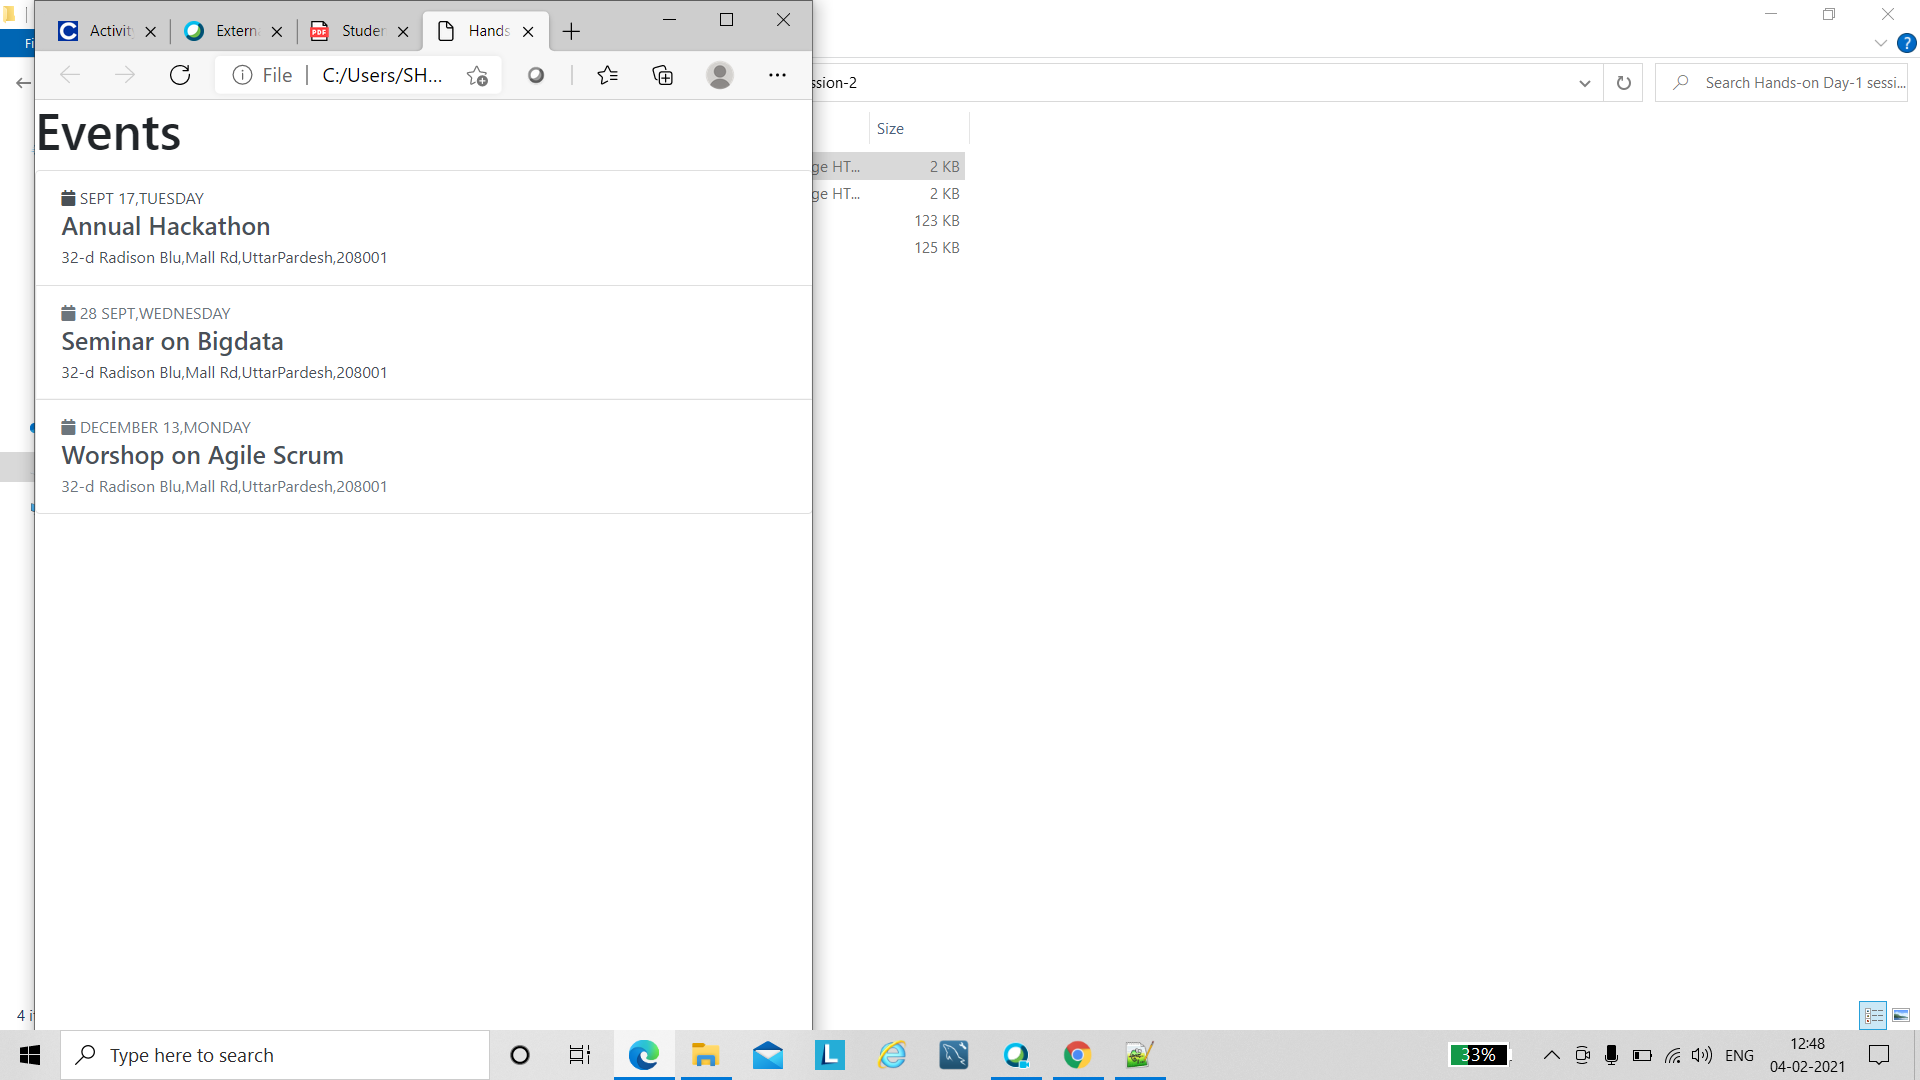 Fi
Activit
Extern
Studer
Hands
?
File
C:/Users/SH...
ssion-2
Search Hands-on Day-1 sessi...
Events
Size
SEPT 17,TUESDAY
Annual Hackathon
32-d Radison Blu,Mall Rd,UttarPardesh,208001
ge HT...
2 KB
ge HT...
2 KB
123 KB
125 KB
28 SEPT,WEDNESDAY
Seminar on Bigdata
32-d Radison Blu,Mall Rd,UttarPardesh,208001
DECEMBER 13,MONDAY
Worshop on Agile Scrum
32-d Radison Blu,Mall Rd,UttarPardesh,208001
4 i
Type here to search
L
33%
ENG
12:48
04-02-2021